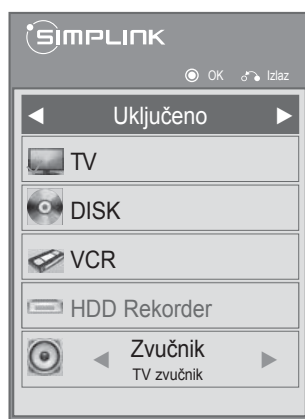 SIMPLINK
OK Izlaz
Uključeno
TV
DISK
VCR
HDD Rekorder
Zvučnik
TV zvučnik